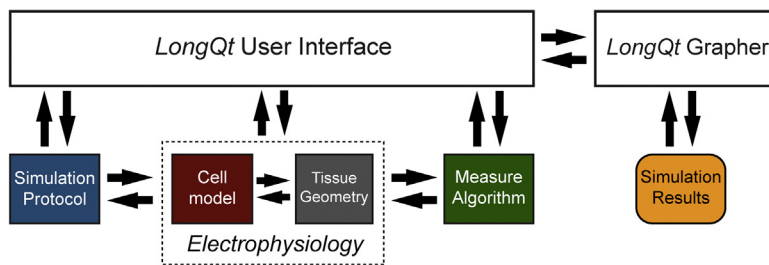 LongQt User Interface
LongQt Grapher
Simulation
Protocol
Cell
model
Tissue
Geometry
Measure
Algorithm
Simulation
Results
Electrophysiology